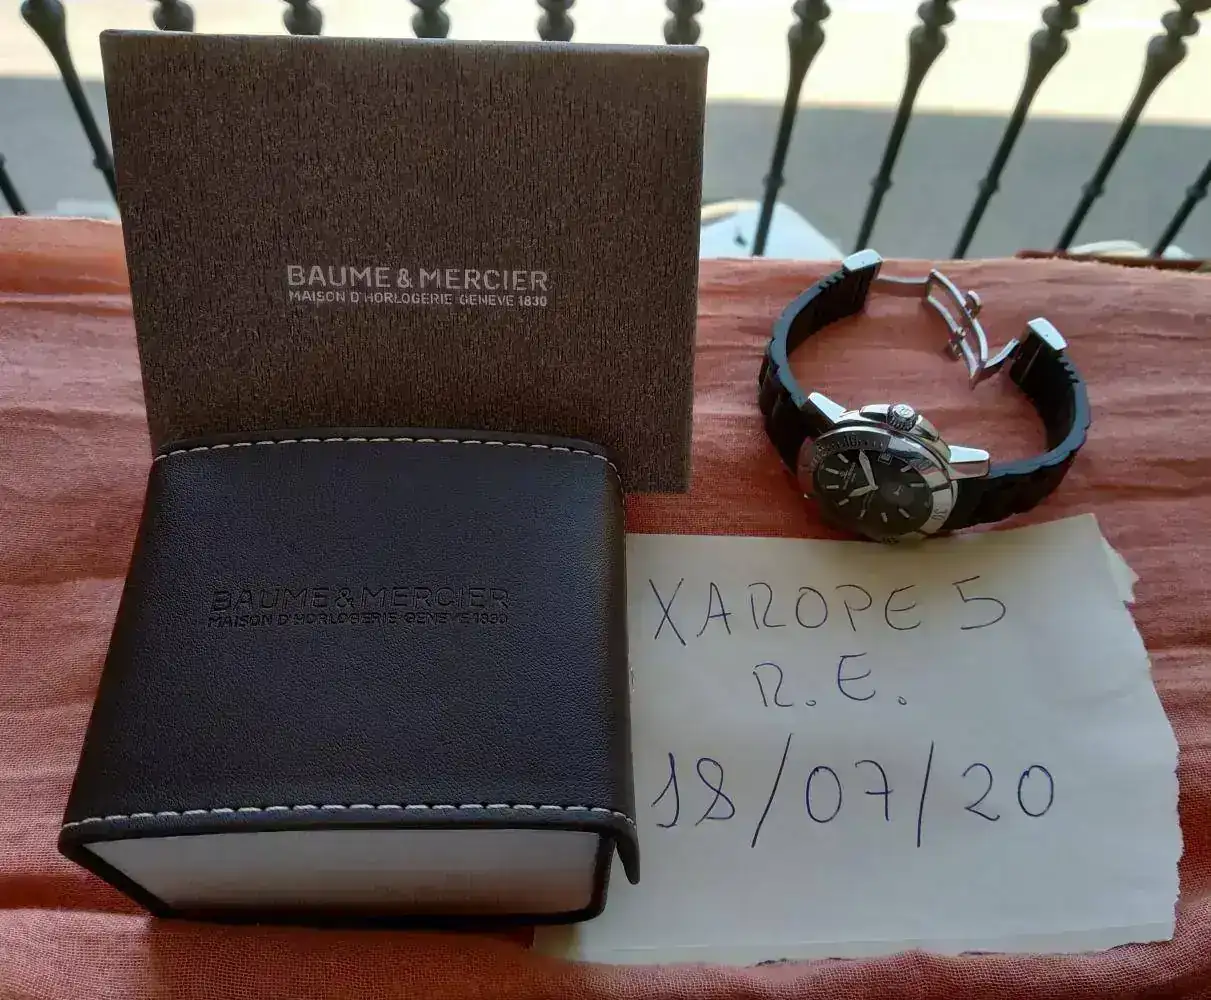 BAUME & MERCIER
MAISON D'HORLOGERIE GENEVE 1830
BAUME & MERCIER
MAISON D'HORLOGERIE GENEVE 1830
XAROPE 5
R.E.
18/07/20